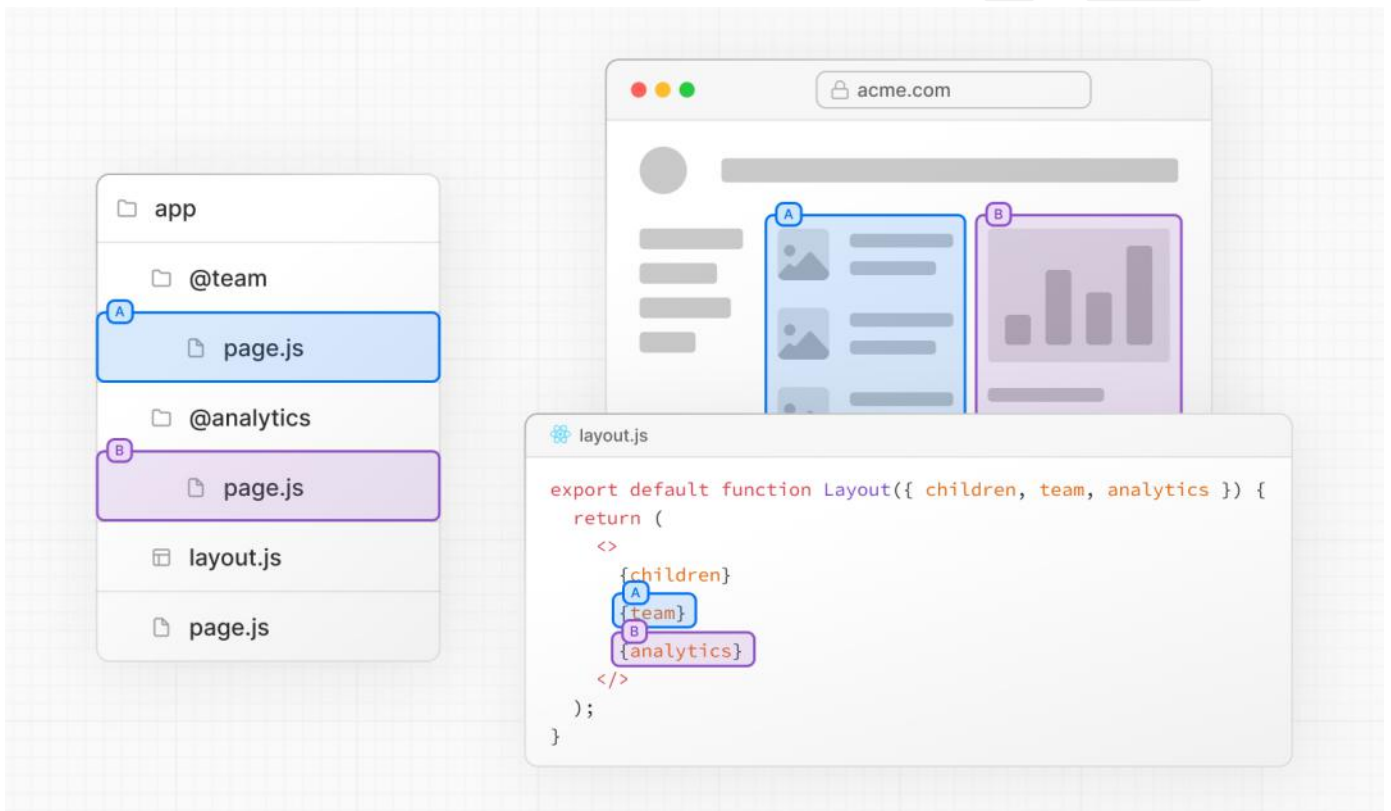 app
@team
A
page.js
@analytics
B
page.js
layout.js
page.js
acme.com
A
B
layout.js
export default function Layout({ children, team, analytics }) {
  return (
    <>
      {children}
      A
      {team}
      B
      {analytics}
    </>
  );
}